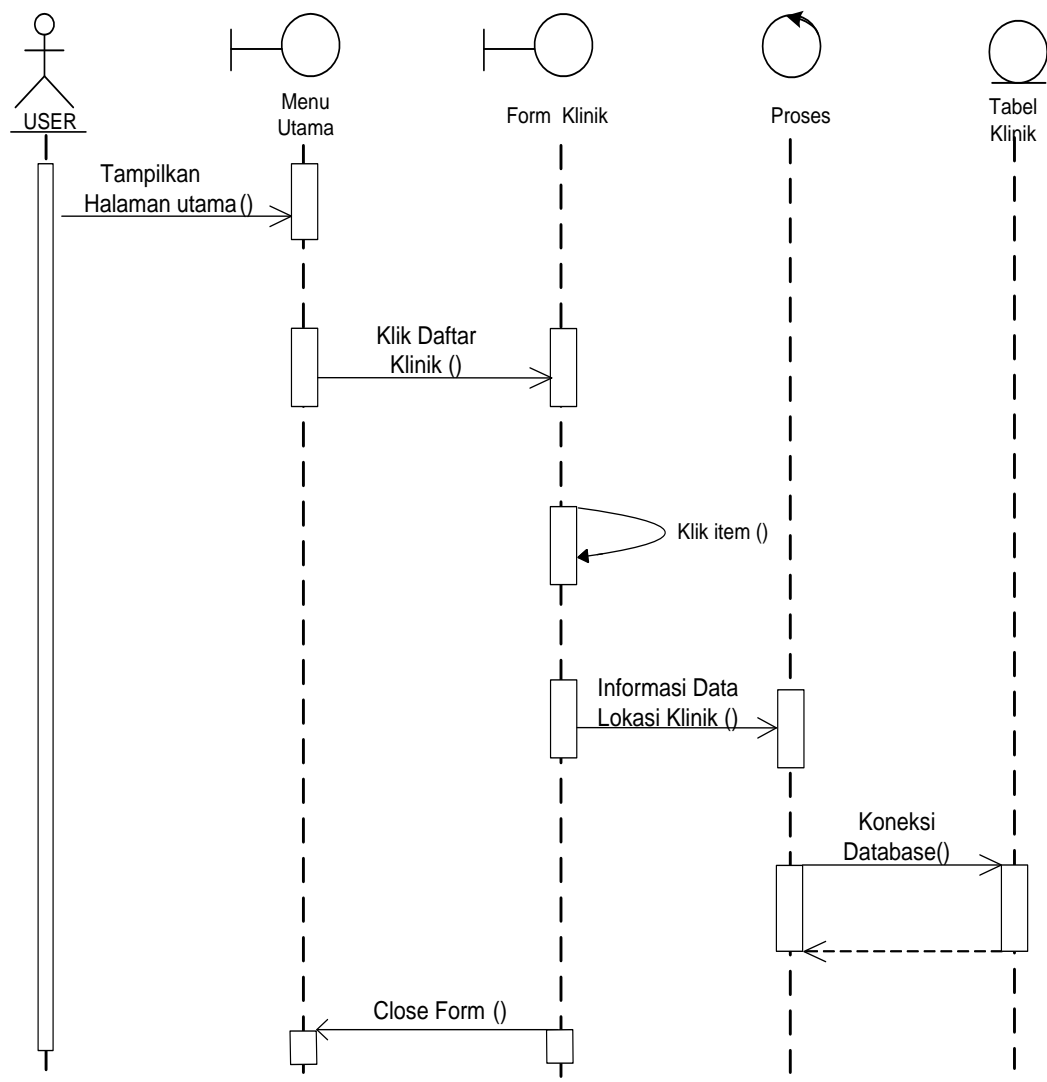 USER
Menu
Utama
Form Klinik
Proses
Tabel
Klinik
Tampilkan
Halaman utama()
Klik Daftar
Klinik ()
Klik item ()
Informasi Data
Lokasi Klinik ()
Koneksi
Database()
Close Form ()